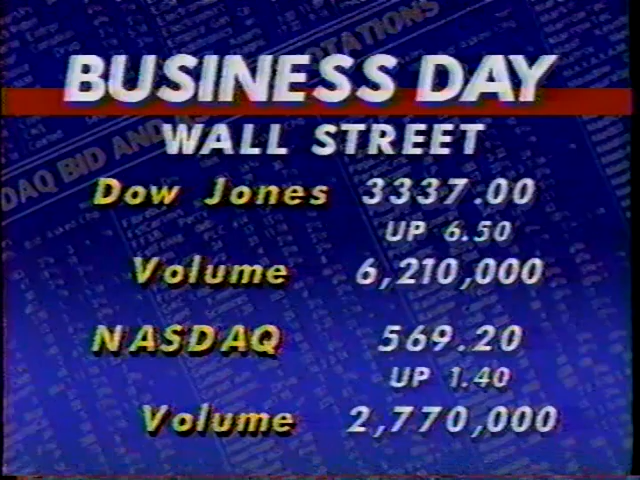 BUSINESS DAY
WALL STREET
Dow Jones 3337.00
UP 6.50
Volume 6,210,000
NASDAQ 569.20
UP 1.40
Volume 2,770,000